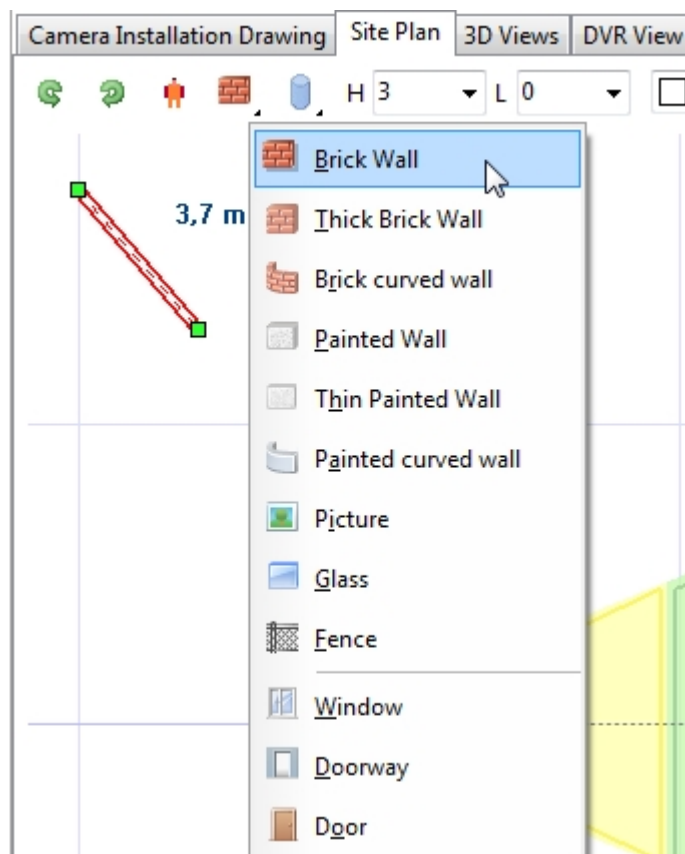 Camera Installation Drawing Site Plan 3D Views DVR View
H 3 L 0
Brick Wall
3,7 m
Thick Brick Wall
Brick curved wall
Painted Wall
Thin Painted Wall
Painted curved wall
Picture
Glass
Fence
Window
Doorway
Door